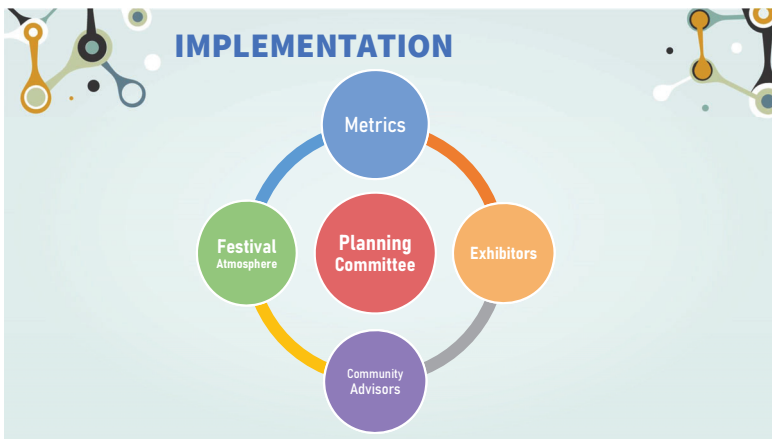 IMPLEMENTATION
Metrics
Festival
Atmosphere
Planning
Committee
Exhibitors
Community
Advisors